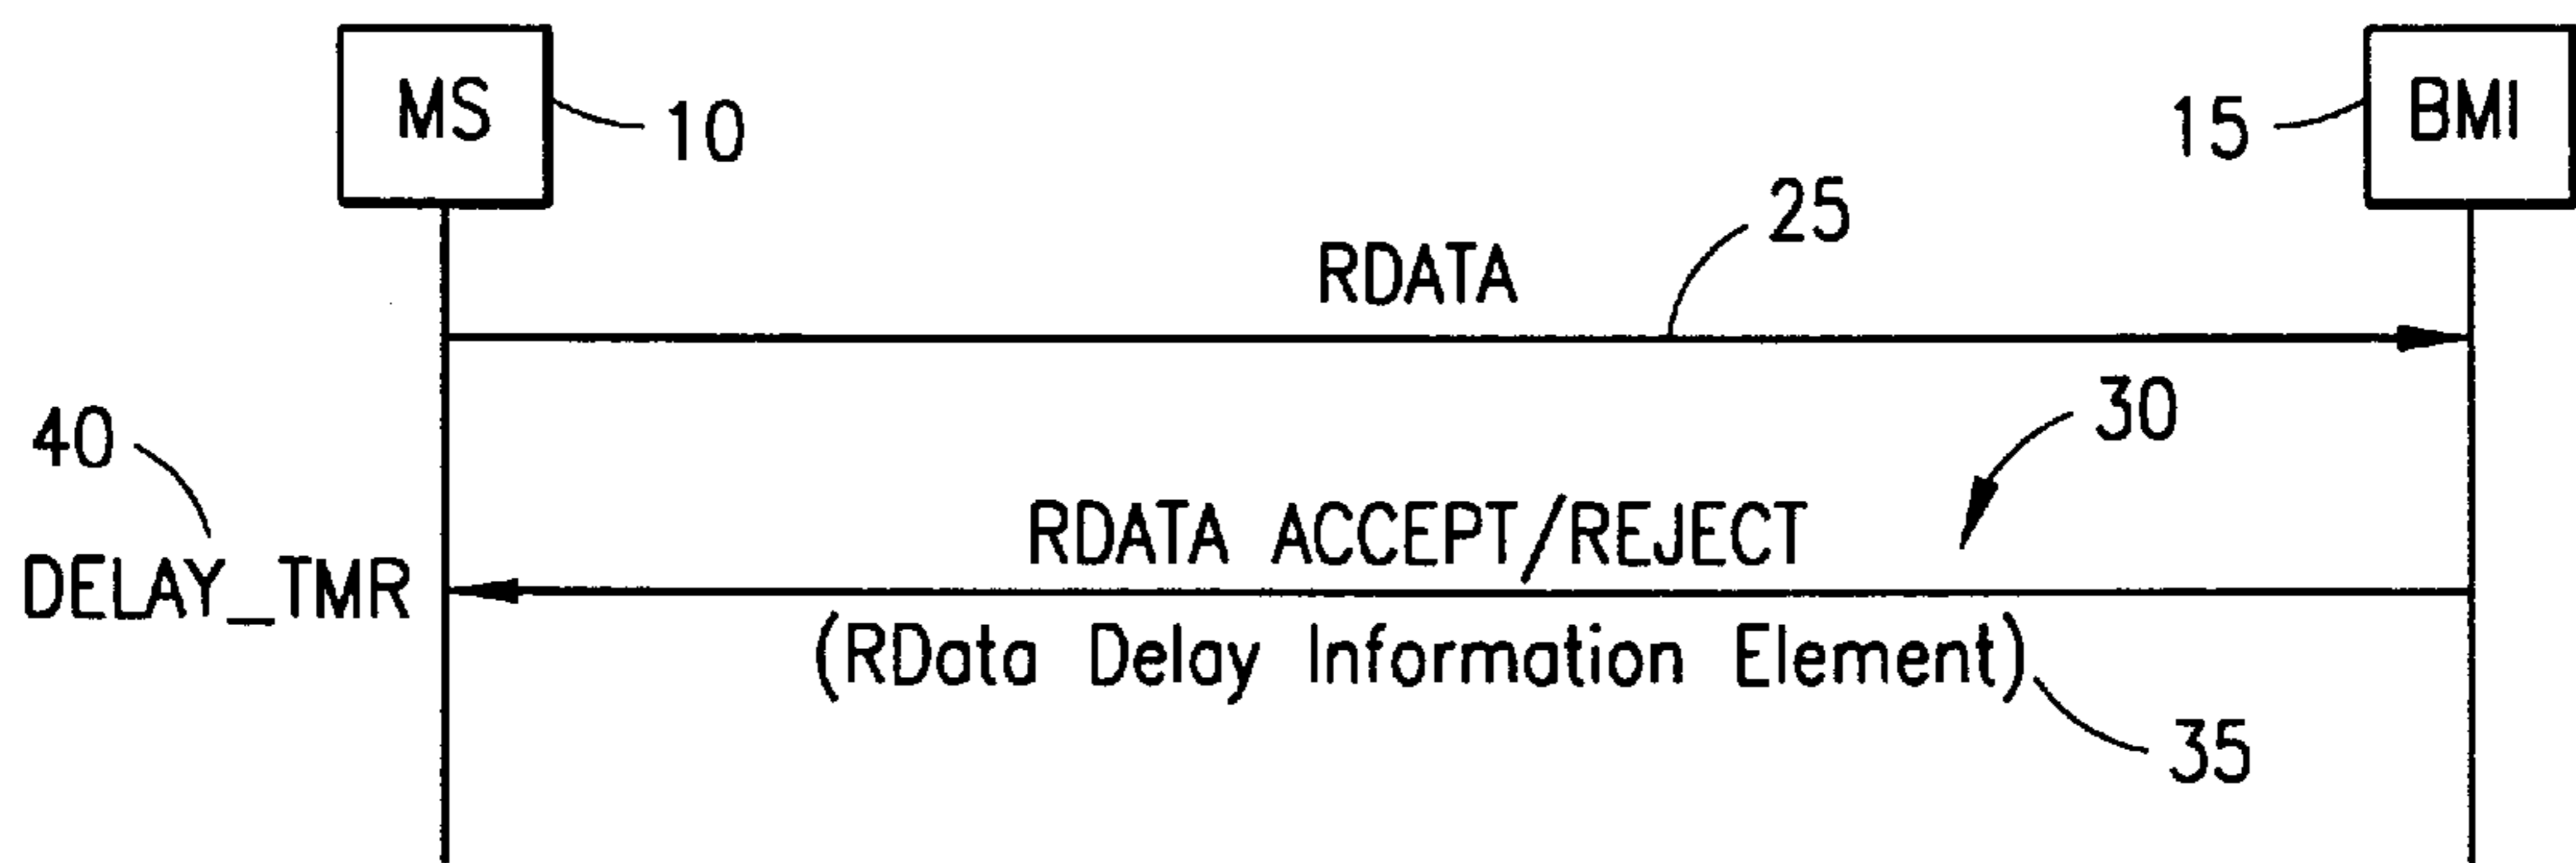 MS
10
15
BMI
25
RDATA
30
40
RDATA ACCEPT/REJECT
DELAY_TMR
(RData Delay Information Element)
35